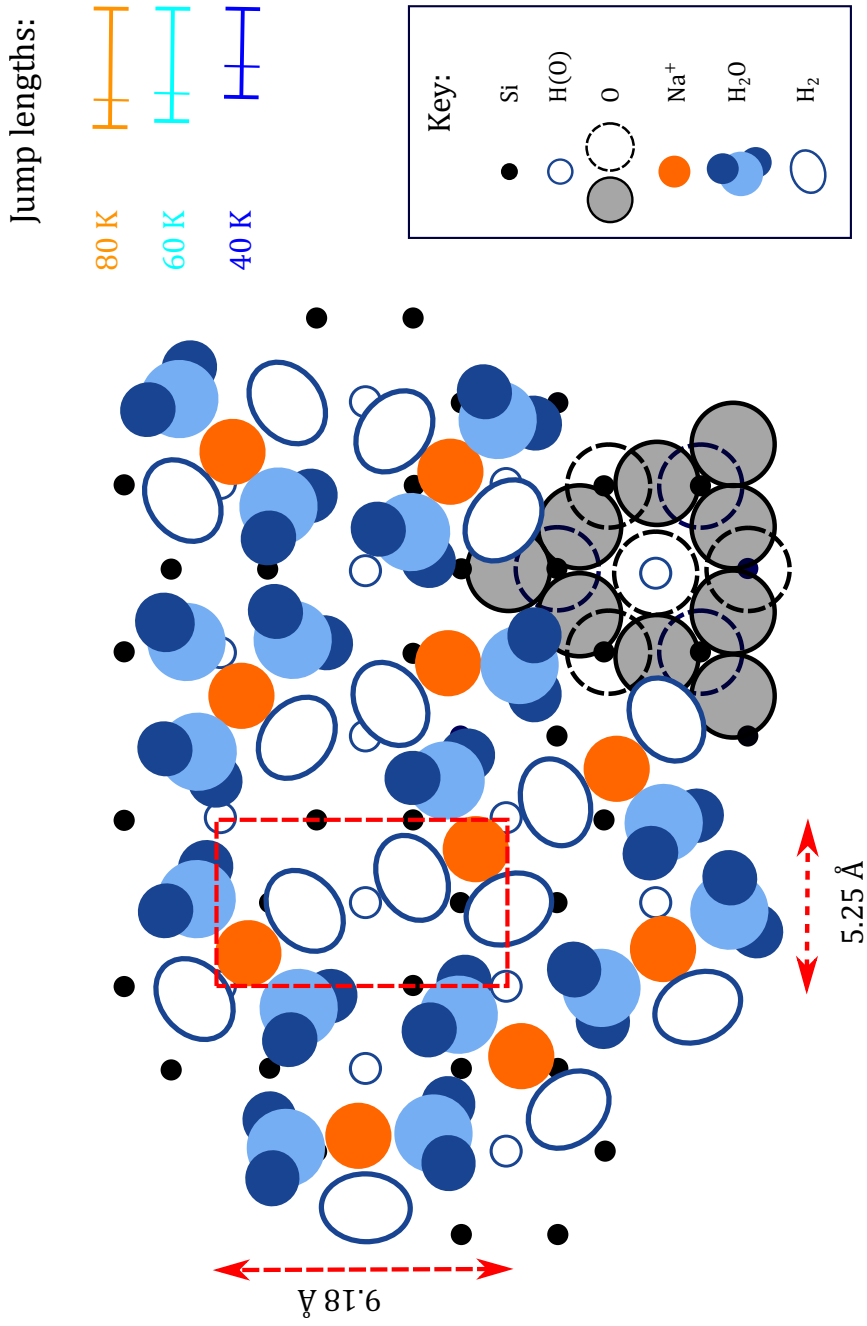 Jump lengths:
80 K
60 K
40 K
Key:
Si
H(O)
O
Na⁺
H₂O
H₂
9.18 Å
5.25 Å